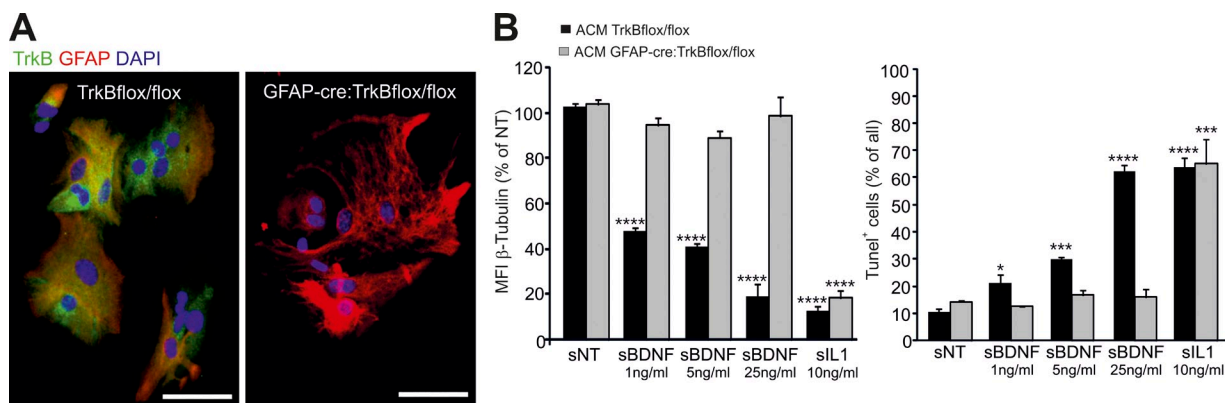 A
TrkB GFAP DAPI
TrkBflox/flox
GFAP-cre:TrkBflox/flox
B
ACM TrkBflox/flox
ACM GFAP-cre:TrkBflox/flox
MFI β-Tubulin (% of NT)
120
100
80
60
40
20
0
****
****
****
****
****
sNT
sBDNF
1ng/ml
sBDNF
5ng/ml
sBDNF
25ng/ml
sIL1
10ng/ml
Tunel+ cells (% of all)
100
90
80
70
60
50
40
30
20
10
0
*
***
****
****
***
sNT
sBDNF
1ng/ml
sBDNF
5ng/ml
sBDNF
25ng/ml
sIL1
10ng/ml